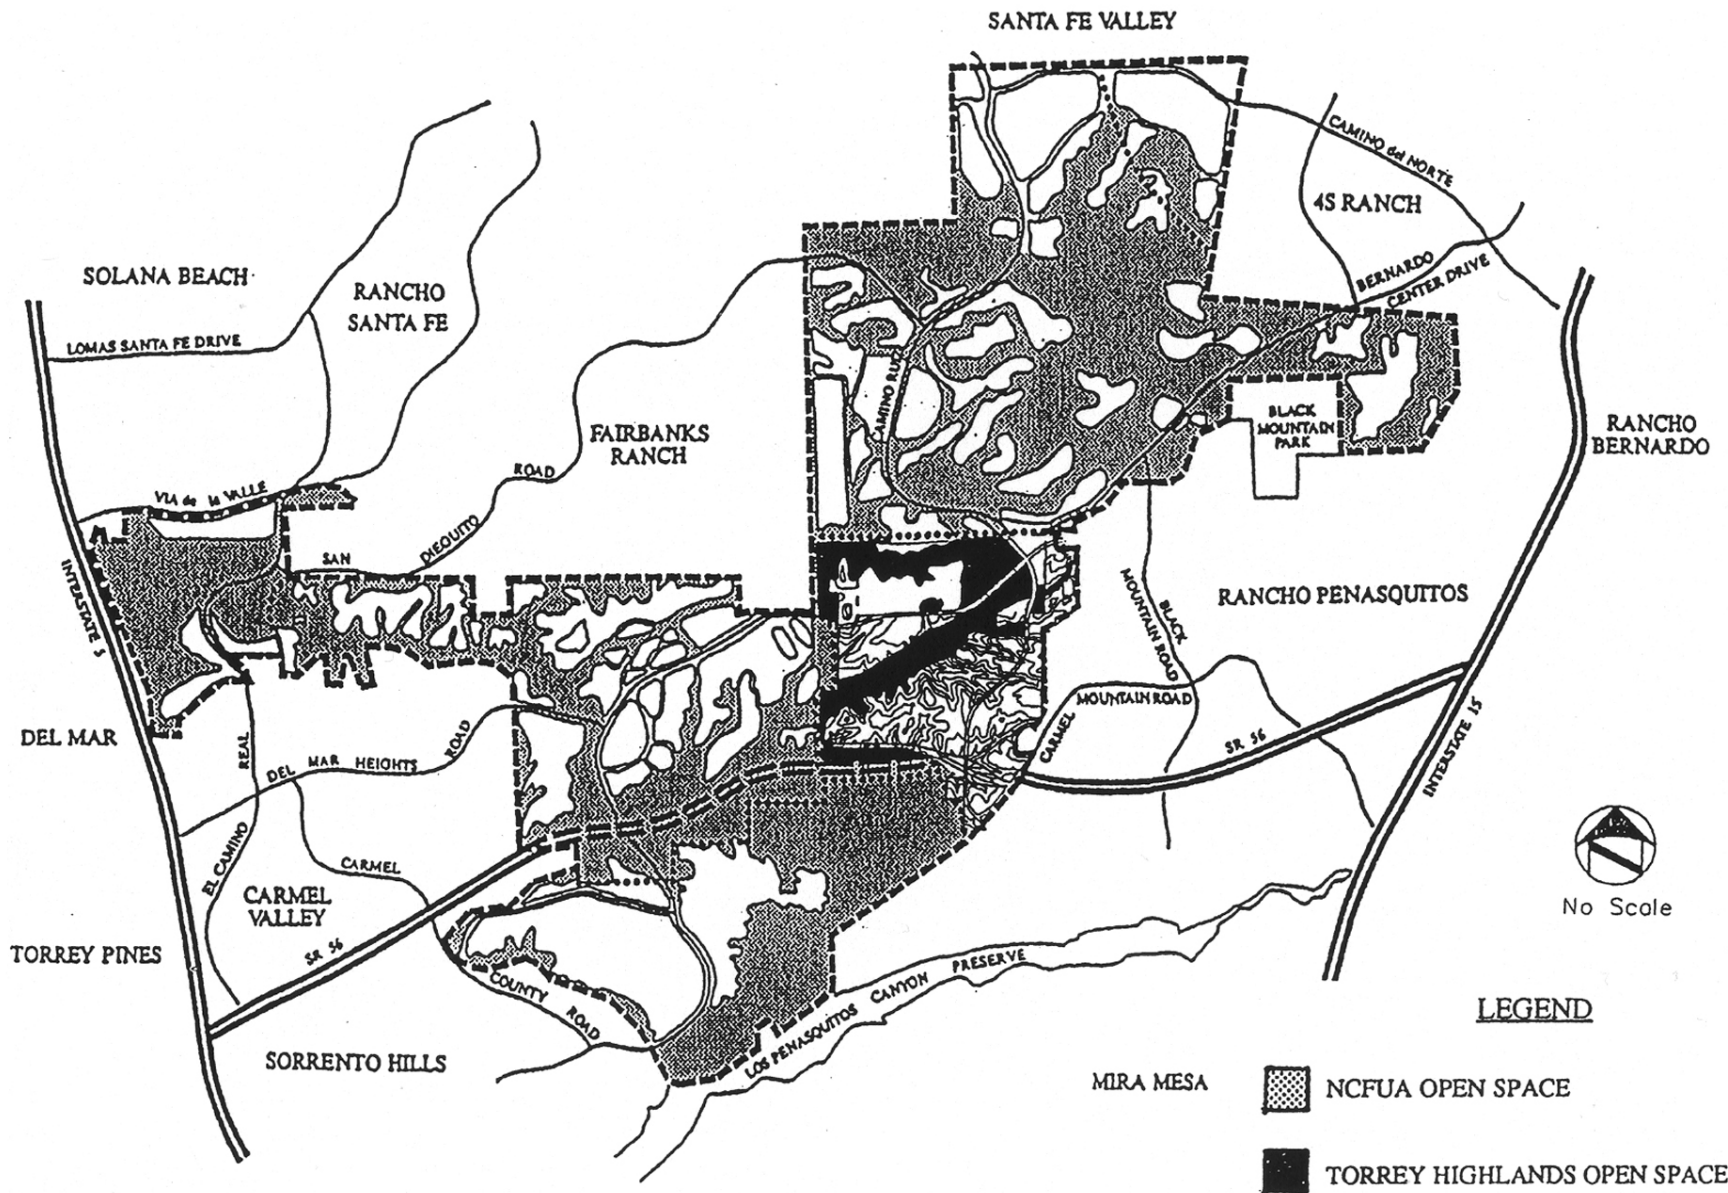 SANTA FE VALLEY
CAMINO del NORTE
4S RANCH
SOLANA BEACH
RANCHO
SANTA FE
BERNARDO
CENTER DRIVE
LOMAS SANTA FE DRIVE
CAMINO RUIZ
FAIRBANKS
RANCH
BLACK
MOUNTAIN
PARK
RANCHO
BERNARDO
VIA de la VALLE
SAN
DIEGUITO
ROAD
INTERSTATE 5
BLACK
MOUNTAIN ROAD
RANCHO PENASQUITOS
CARMEL
MOUNTAIN ROAD
DEL MAR
REAL
EL CAMINO
DEL MAR HEIGHTS
ROAD
SR 56
INTERSTATE 15
CARMEL
CARMEL
VALLEY
No Scale
TORREY PINES
SR 56
COUNTY
ROAD
LOS PENASQUITOS CANYON PRESERVE
SORRENTO HILLS
MIRA MESA
LEGEND
NCFUA OPEN SPACE
TORREY HIGHLANDS OPEN SPACE